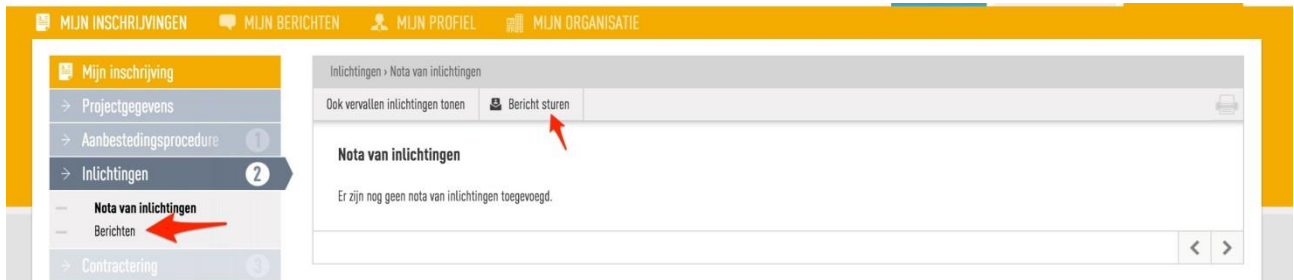 MIJN INSCHRIJVINGEN MIJN BERICHTEN MIJN PROFIEL MIJN ORGANISATIE
Mijn inschrijving
Projectgegevens
Aanbestedingsprocedure 1
Inlichtingen 2
Nota van inlichtingen
Berichten
Contractering 3
Inlichtingen › Nota van inlichtingen
Ook vervallen inlichtingen tonen Bericht sturen
Nota van inlichtingen
Er zijn nog geen nota van inlichtingen toegevoegd.